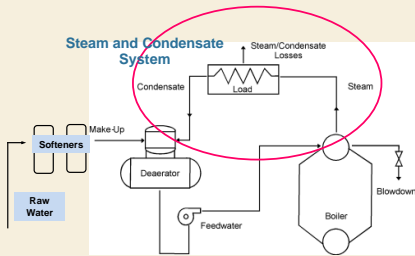 Steam and Condensate
System
Steam/Condensate
Losses
Condensate
Load
Steam
Make-Up
Softeners
Deaerator
Raw
Water
Feedwater
Boiler
Blowdown